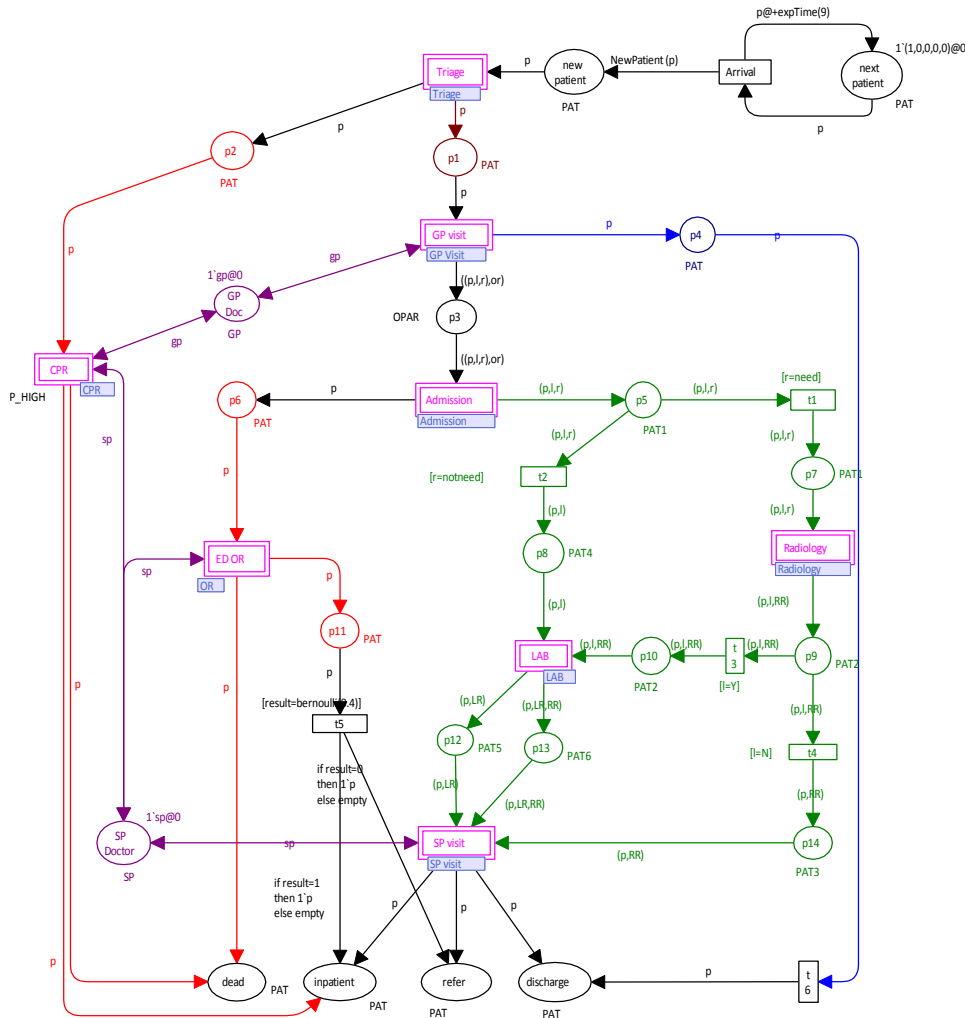 p@+expTime(9)
1`(1,0,0,0,0)@0
Triage
Triage
p
new
patient
PAT
NewPatient (p)
Arrival
next
patient
PAT
p
p
p
p2
PAT
p1
PAT
p
p
GP visit
GP Visit
p
p4
PAT
p
gp
1`gp@0
GP
Doc
GP
gp
((p,l,r),or)
OPAR
p3
((p,l,r),or)
CPR
CPR
P_HIGH
p6
PAT
p
Admission
Admission
(p,l,r)
p5
PAT1
(p,l,r)
[r=need]
t1
sp
(p,l,r)
(p,l,r)
[r=notneed]
t2
p7
PAT1
p
(p,l)
(p,l,r)
ED OR
OR
sp
p
p8
PAT4
Radiology
Radiology
(p,l)
(p,l,RR)
p11
PAT
LAB
LAB
(p,l,RR)
p10
PAT2
(p,l,RR)
t
3
[l=Y]
(p,l,RR)
p9
PAT2
p
p
p
(p,l,RR)
[result=bernoulli(0.4)]
t5
(p,LR)
(p,LR,RR)
p12
PAT5
p13
PAT6
[l=N]
t4
if result=0
then 1`p
else empty
(p,LR)
(p,LR,RR)
(p,RR)
1`sp@0
SP
Doctor
SP
sp
SP visit
SP visit
(p,RR)
p14
PAT3
if result=1
then 1`p
else empty
p
p
p
p
p
dead
PAT
inpatient
PAT
refer
PAT
discharge
PAT
t
6